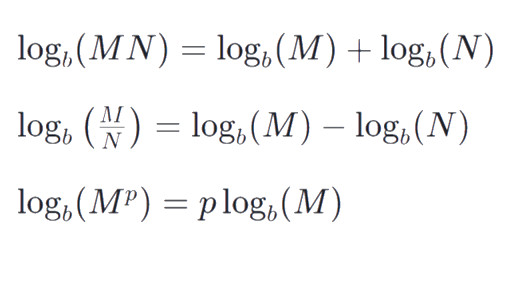 log_b(MN) = log_b(M) + log_b(N)
log_b(M/N) = log_b(M) − log_b(N)
log_b(M^p) = p log_b(M)